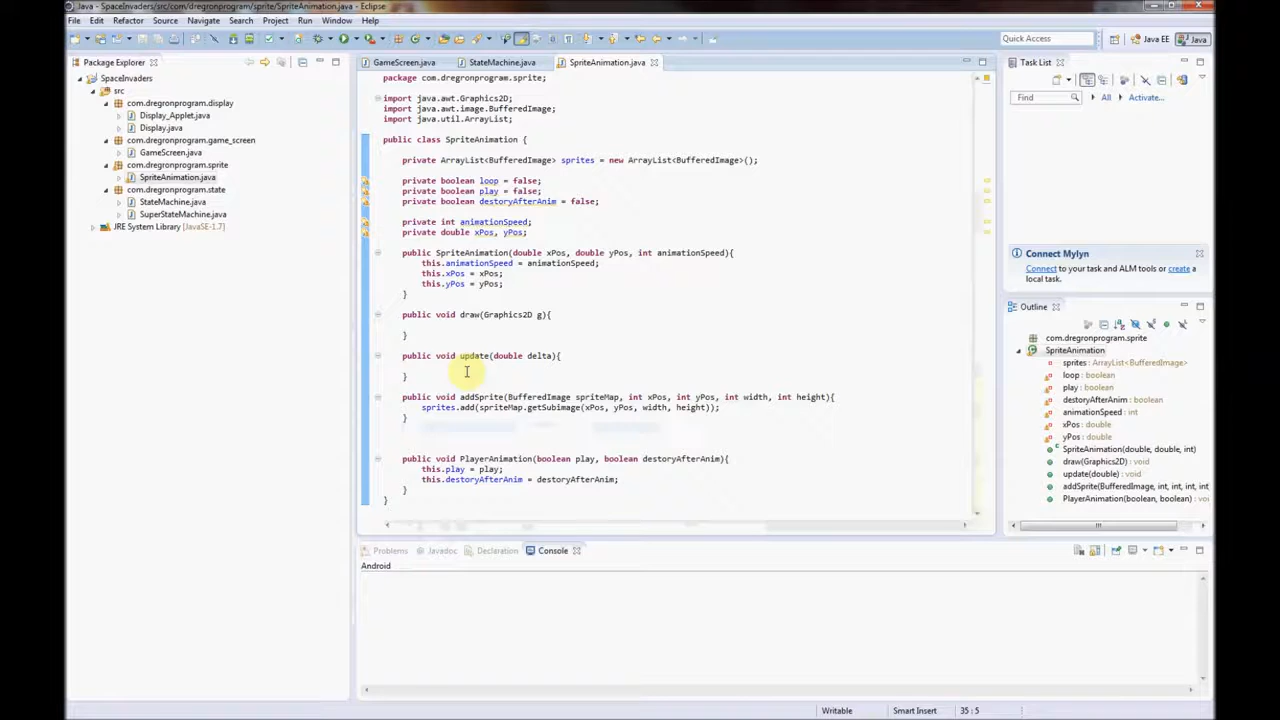 Java - SpaceInvaders/src/com/dregronprogram/sprite/SpriteAnimation.java - Eclipse
File Edit Refactor Source Navigate Search Project Run Window Help
Quick Access
Java EE
Java
Package Explorer
SpaceInvaders
src
com.dregronprogram.display
Display_Applet.java
Display.java
com.dregronprogram.game_screen
GameScreen.java
com.dregronprogram.sprite
SpriteAnimation.java
com.dregronprogram.state
StateMachine.java
SuperStateMachine.java
JRE System Library [JavaSE-1.7]
GameScreen.java StateMachine.java SpriteAnimation.java
package com.dregronprogram.sprite;
import java.awt.Graphics2D;
import java.awt.image.BufferedImage;
import java.util.ArrayList;
public class SpriteAnimation {
private ArrayList<BufferedImage> sprites = new ArrayList<BufferedImage>();
private boolean loop = false;
private boolean play = false;
private boolean destoryAfterAnim = false;
private int animationSpeed;
private double xPos, yPos;
public SpriteAnimation(double xPos, double yPos, int animationSpeed){
this.animationSpeed = animationSpeed;
this.xPos = xPos;
this.yPos = yPos;
}
public void draw(Graphics2D g){
}
public void update(double delta){
}
public void addSprite(BufferedImage spriteMap, int xPos, int yPos, int width, int height){
sprites.add(spriteMap.getSubimage(xPos, yPos, width, height));
}
public void PlayerAnimation(boolean play, boolean destoryAfterAnim){
this.play = play;
this.destoryAfterAnim = destoryAfterAnim;
}
}
Task List
Find
All
Activate...
Connect Mylyn
Connect to your task and ALM tools or create a
local task.
Outline
com.dregronprogram.sprite
SpriteAnimation
sprites : ArrayList<BufferedImage>
loop : boolean
play : boolean
destoryAfterAnim : boolean
animationSpeed : int
xPos : double
yPos : double
SpriteAnimation(double, double, int)
draw(Graphics2D) : void
update(double) : void
addSprite(BufferedImage, int, int, int, int)
PlayerAnimation(boolean, boolean) : void
Problems Javadoc Declaration Console
Android
Writable Smart Insert 35 : 5